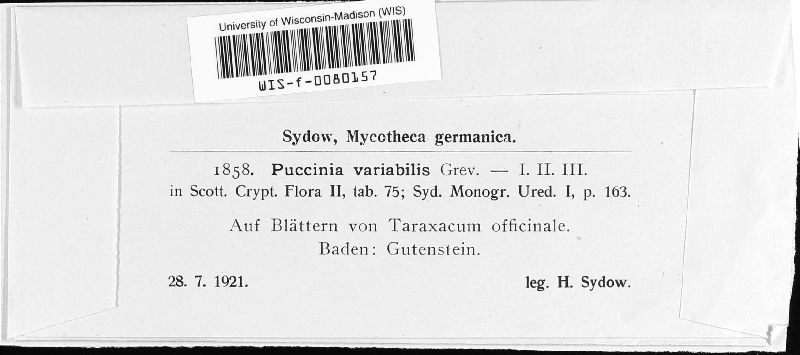 University of Wisconsin-Madison (WIS)
WIS-f-0080157
Sydow, Mycotheca germanica.
1858. Puccinia variabilis Grev. — I. II. III.
in Scott. Crypt. Flora II, tab. 75; Syd. Monogr. Ured. I, p. 163.
Auf Blättern von Taraxacum officinale.
Baden: Gutenstein.
28. 7. 1921. leg. H. Sydow.